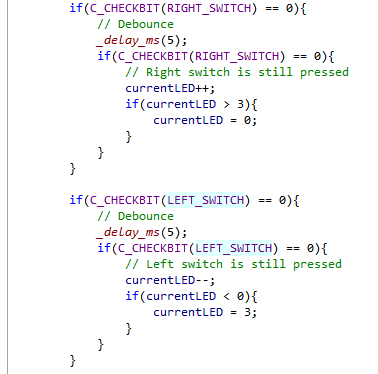 if(C_CHECKBIT(RIGHT_SWITCH) == 0){
// Debounce
_delay_ms(5);
if(C_CHECKBIT(RIGHT_SWITCH) == 0){
// Right switch is still pressed
currentLED++;
if(currentLED > 3){
currentLED = 0;
}
}
}
if(C_CHECKBIT(LEFT_SWITCH) == 0){
// Debounce
_delay_ms(5);
if(C_CHECKBIT(LEFT_SWITCH) == 0){
// Left switch is still pressed
currentLED--;
if(currentLED < 0){
currentLED = 3;
}
}
}